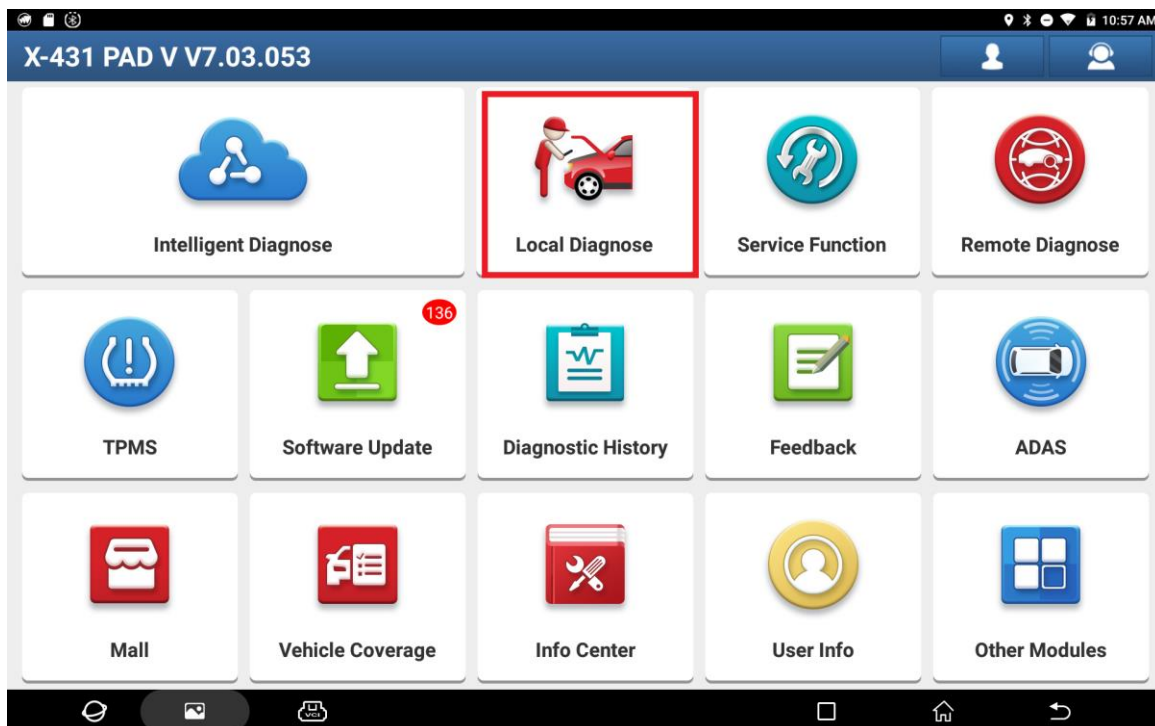 10:57 AM
X-431 PAD V V7.03.053
Intelligent Diagnose
Local Diagnose
Service Function
Remote Diagnose
136
TPMS
Software Update
Diagnostic History
Feedback
ADAS
Mall
Vehicle Coverage
Info Center
User Info
Other Modules
VCI